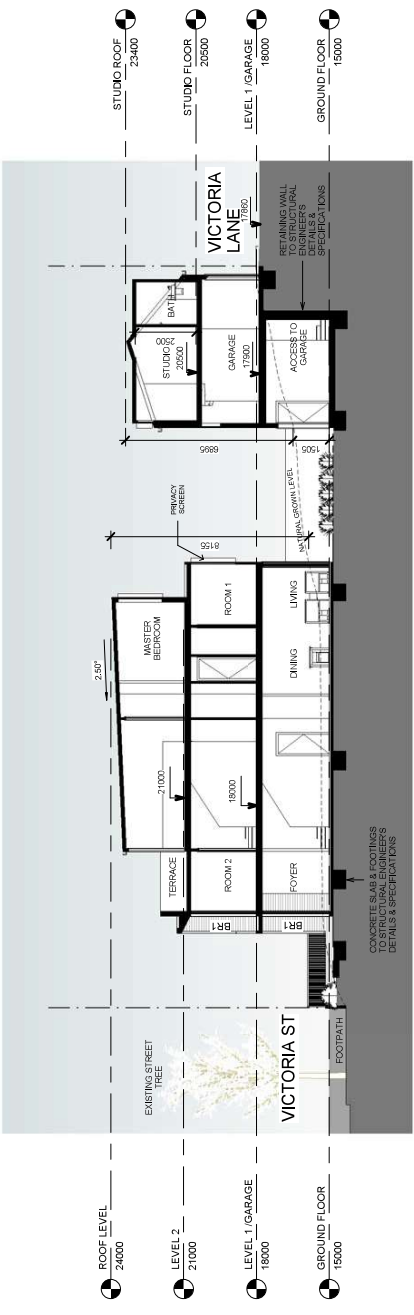 ROOF LEVEL
24000
LEVEL 2
21000
LEVEL 1 /GARAGE
18000
GROUND FLOOR
15000
EXISTING STREET
TREE
VICTORIA ST
FOOTPATH
CONCRETE SLAB & FOOTINGS
TO STRUCTURAL ENGINEER'S
DETAILS & SPECIFICATIONS
BR1
BR1
TERRACE
ROOM 2
FOYER
21000
18000
2.50°
MASTER
BEDROOM
ROOM 1
DINING
LIVING
PRIVACY
SCREEN
8155
NATURAL GROWN LEVEL
6895
1505
STUDIO
2500
20500
BATH
GARAGE
17900
ACCESS TO
GARAGE
VICTORIA
LANE
17860
RETAINING WALL
TO STRUCTURAL
ENGINEER'S
DETAILS &
SPECIFICATIONS
STUDIO ROOF
23400
STUDIO FLOOR
20500
LEVEL 1 /GARAGE
18000
GROUND FLOOR
15000